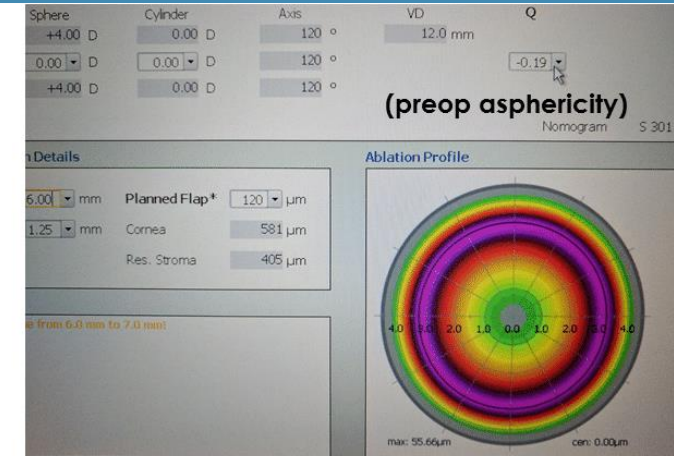 Sphere Cylinder Axis VD Q
+4.00 D 0.00 D 120 ° 12.0 mm
0.00 D 0.00 D 120 ° -0.19
+4.00 D 0.00 D 120 °
(preop asphericity)
Nomogram S 301
n Details Ablation Profile
6.00 mm Planned Flap* 120 µm
1.25 mm Cornea 581 µm
Res. Stroma 405 µm
e from 6.0 mm to 7.0 mm!
4.0 3.0 2.0 1.0 0.0 1.0 2.0 3.0 4.0
max: 55.66µm cen: 0.00µm